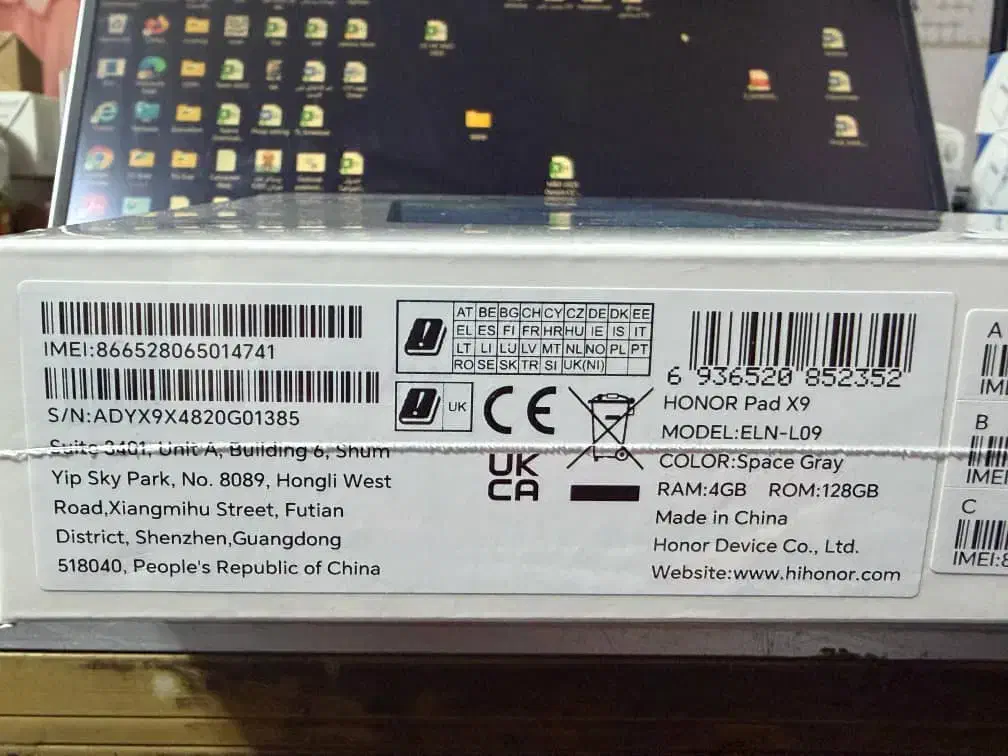 IMEI:866528065014741
S/N:ADYX9X4820G01385
Suite 3401, Unit A, Building 6, Shum
Yip Sky Park, No. 8089, Hongli West
Road,Xiangmihu Street, Futian
District, Shenzhen,Guangdong
518040, People's Republic of China
AT BE BG CH CY CZ DE DK EE
EL ES FI FR HR HU IE IS IT
LT LI LU LV MT NL NO PL PT
RO SE SK TR SI UK(NI)
UK
CE
UK
CA
6 936520 852352
HONOR Pad X9
MODEL:ELN-L09
COLOR:Space Gray
RAM:4GB ROM:128GB
Made in China
Honor Device Co., Ltd.
Website:www.hihonor.com
A
B
C